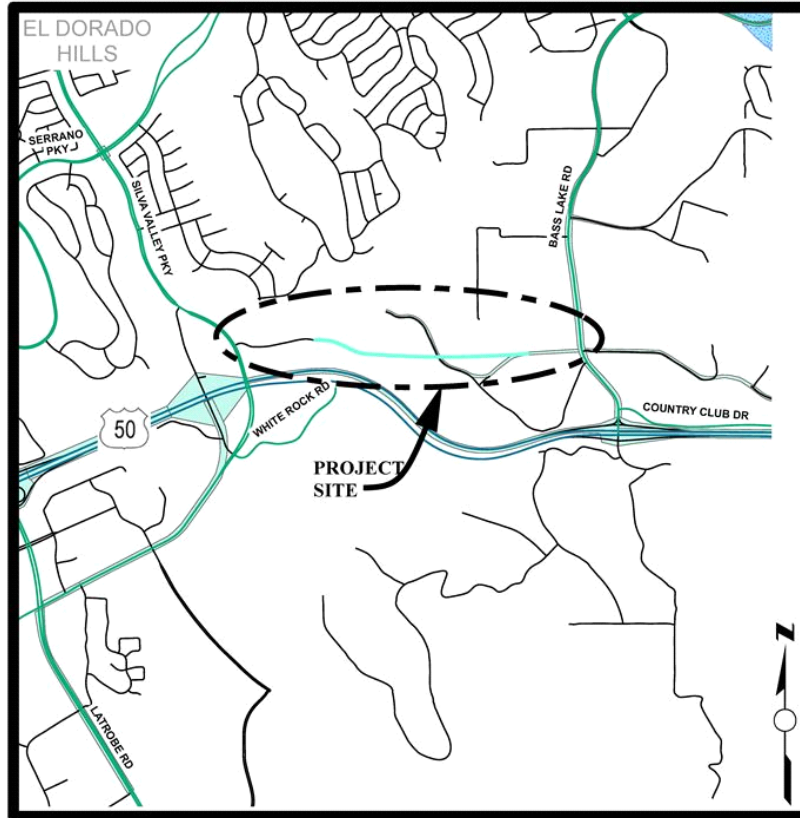 EL DORADO
HILLS
SERRANO
PKY
SILVA VALLEY PKY
BASS LAKE RD
50
WHITE ROCK RD
COUNTRY CLUB DR
PROJECT
SITE
LATROBE RD
N